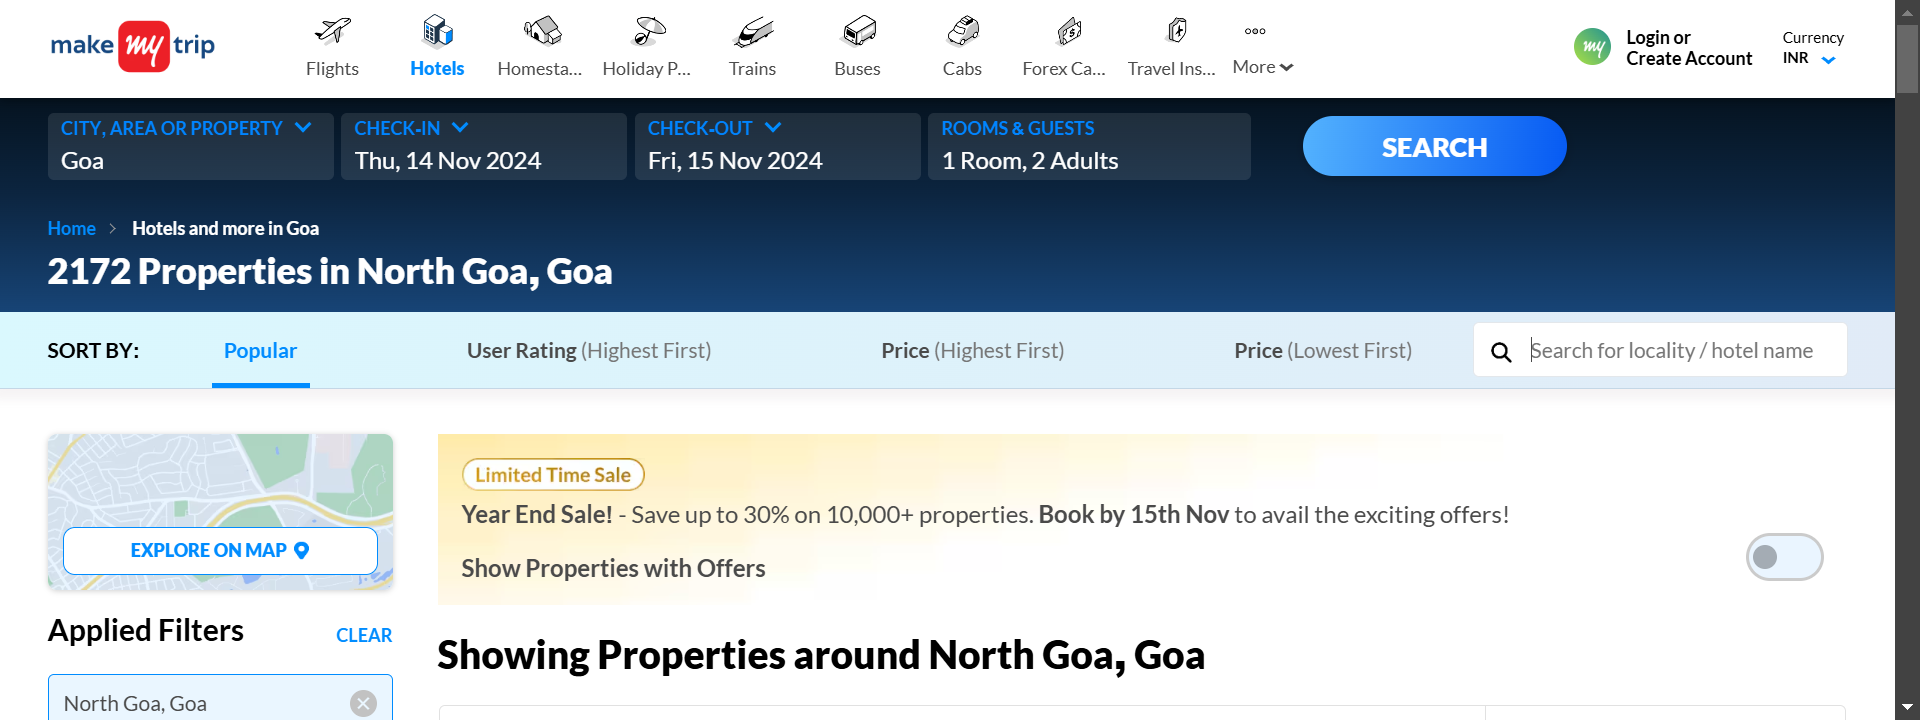 make my trip
Flights
Hotels
Homesta...
Holiday P...
Trains
Buses
Cabs
Forex Ca...
Travel Ins...
More
my
Login or
Create Account
Currency
INR
CITY, AREA OR PROPERTY
Goa
CHECK-IN
Thu, 14 Nov 2024
CHECK-OUT
Fri, 15 Nov 2024
ROOMS & GUESTS
1 Room, 2 Adults
SEARCH
Home > Hotels and more in Goa
2172 Properties in North Goa, Goa
SORT BY:
Popular
User Rating (Highest First)
Price (Highest First)
Price (Lowest First)
Search for locality / hotel name
EXPLORE ON MAP
Limited Time Sale
Year End Sale! - Save up to 30% on 10,000+ properties. Book by 15th Nov to avail the exciting offers!
Show Properties with Offers
Applied Filters
CLEAR
North Goa, Goa
Showing Properties around North Goa, Goa